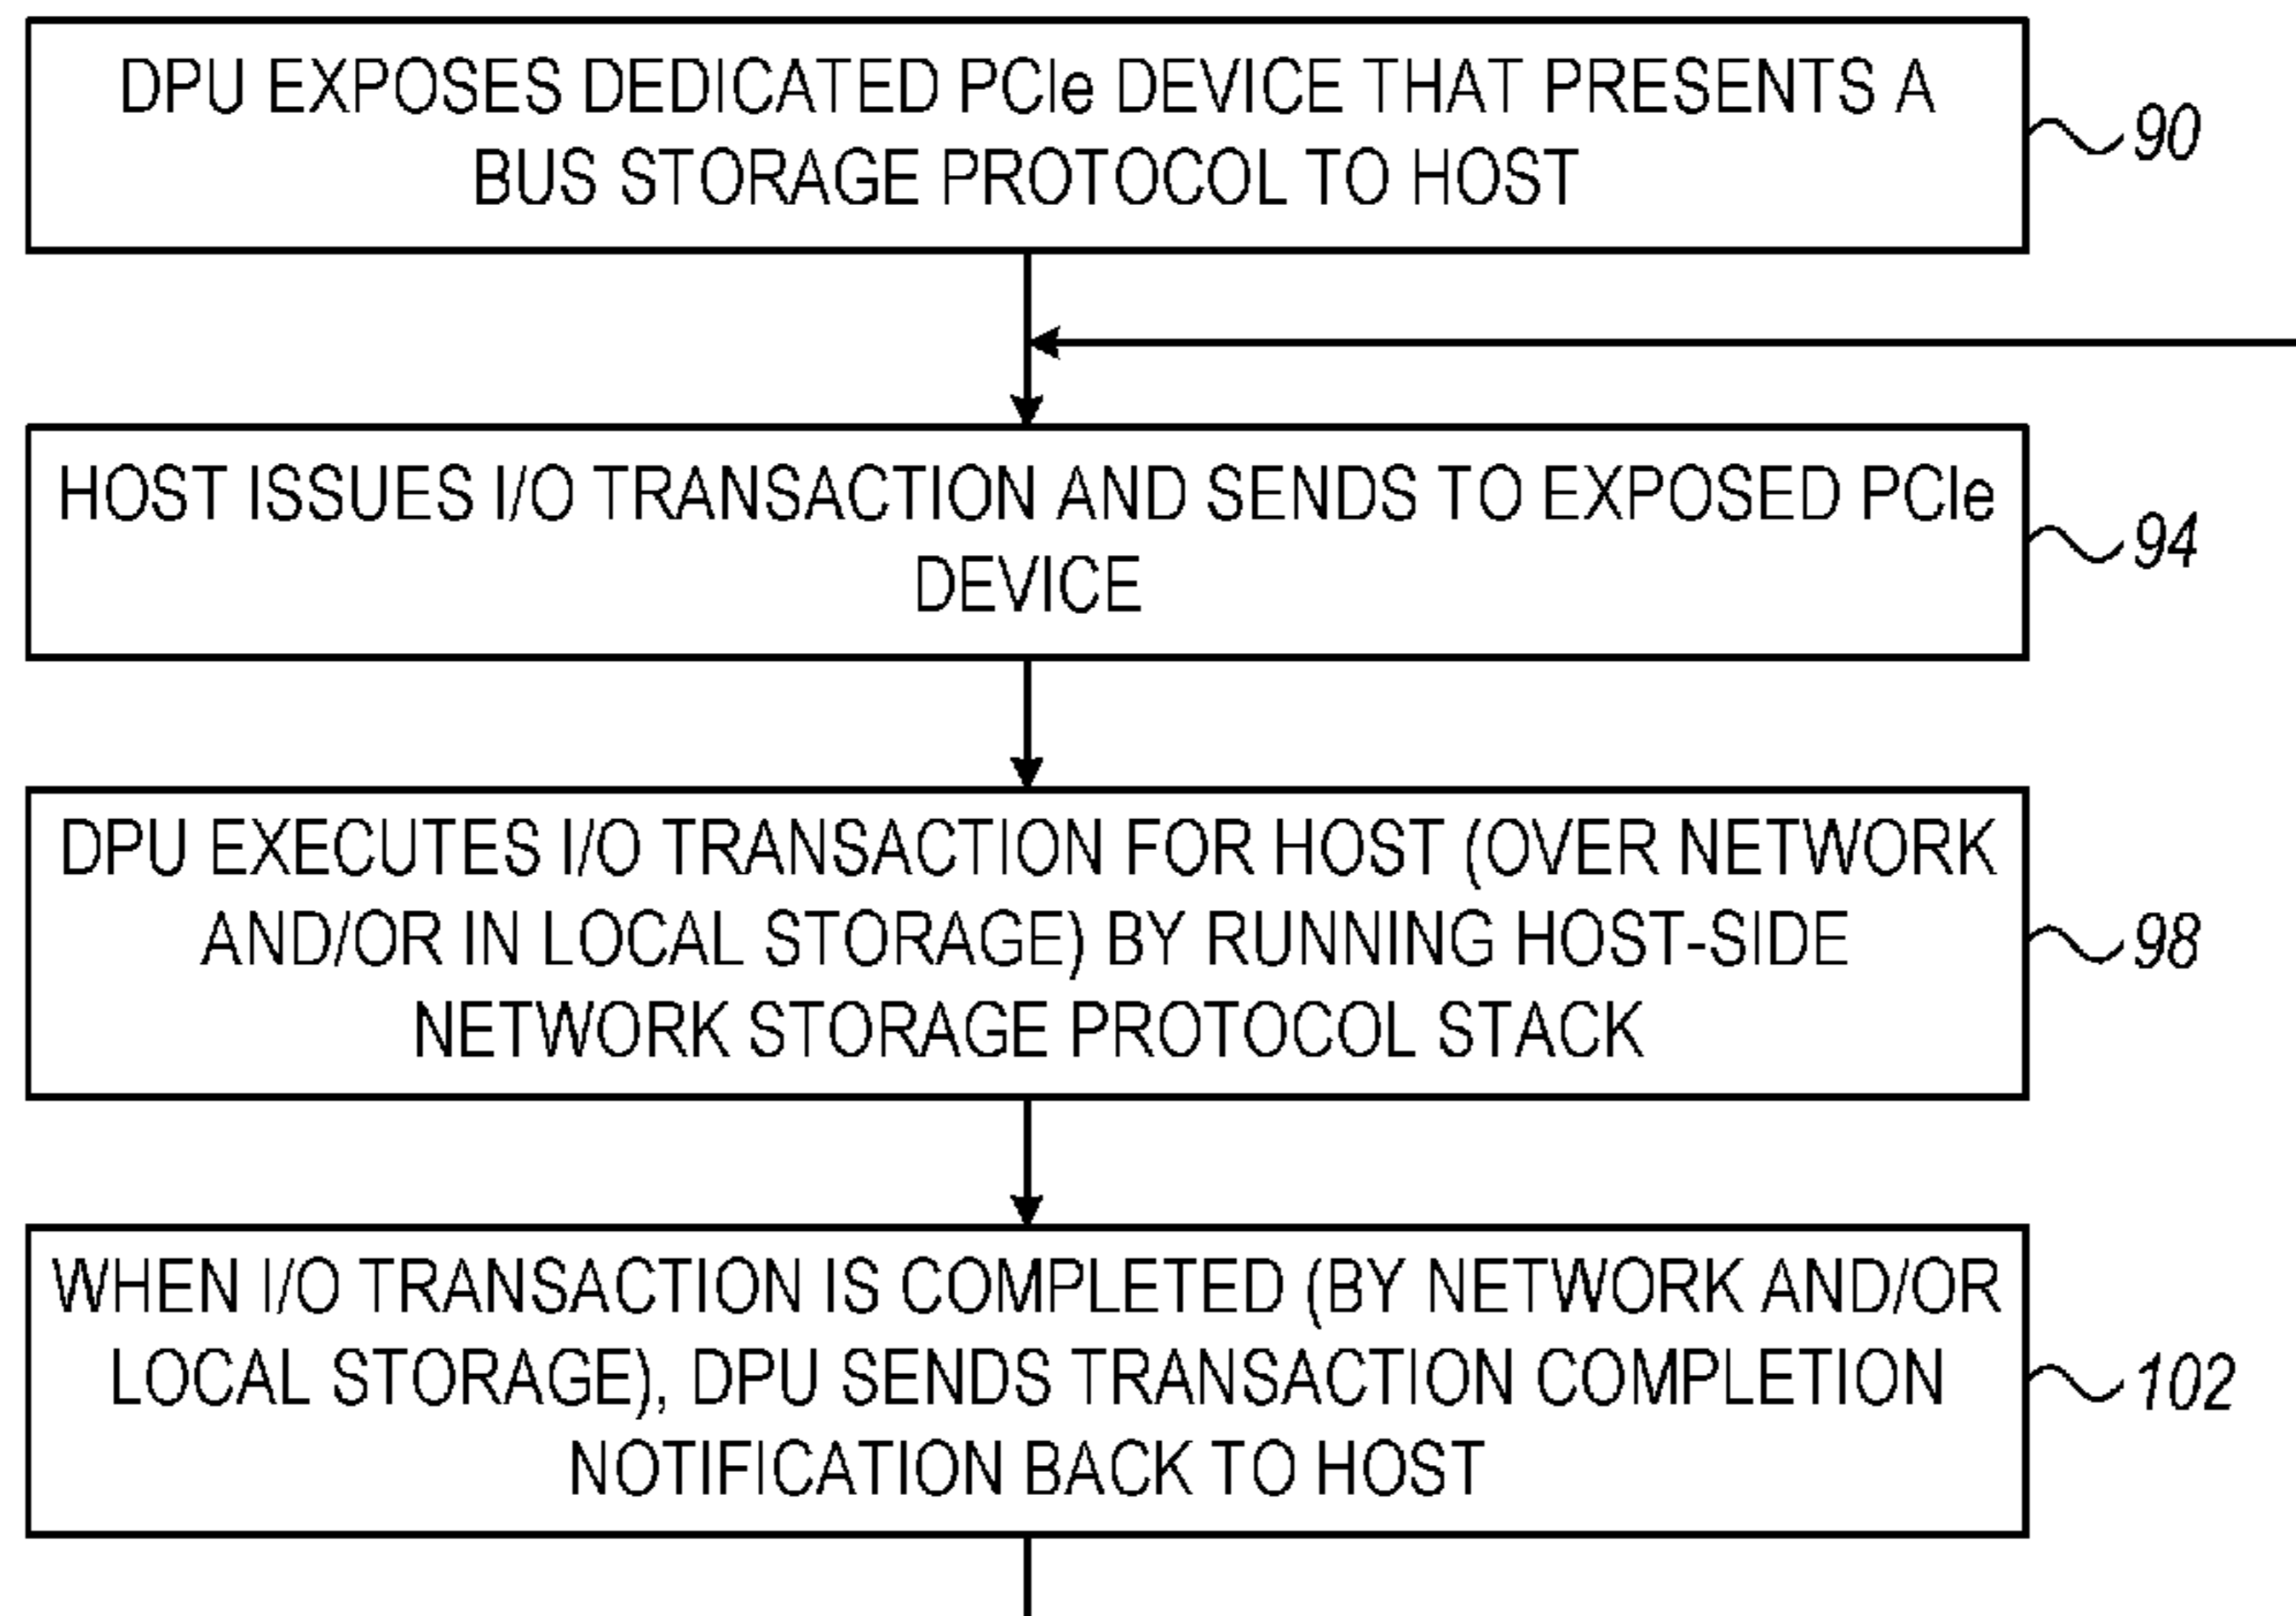 DPU EXPOSES DEDICATED PCIe DEVICE THAT PRESENTS A
BUS STORAGE PROTOCOL TO HOST
90
HOST ISSUES I/O TRANSACTION AND SENDS TO EXPOSED PCIe
DEVICE
94
DPU EXECUTES I/O TRANSACTION FOR HOST (OVER NETWORK
AND/OR IN LOCAL STORAGE) BY RUNNING HOST-SIDE
NETWORK STORAGE PROTOCOL STACK
98
WHEN I/O TRANSACTION IS COMPLETED (BY NETWORK AND/OR
LOCAL STORAGE), DPU SENDS TRANSACTION COMPLETION
NOTIFICATION BACK TO HOST
102